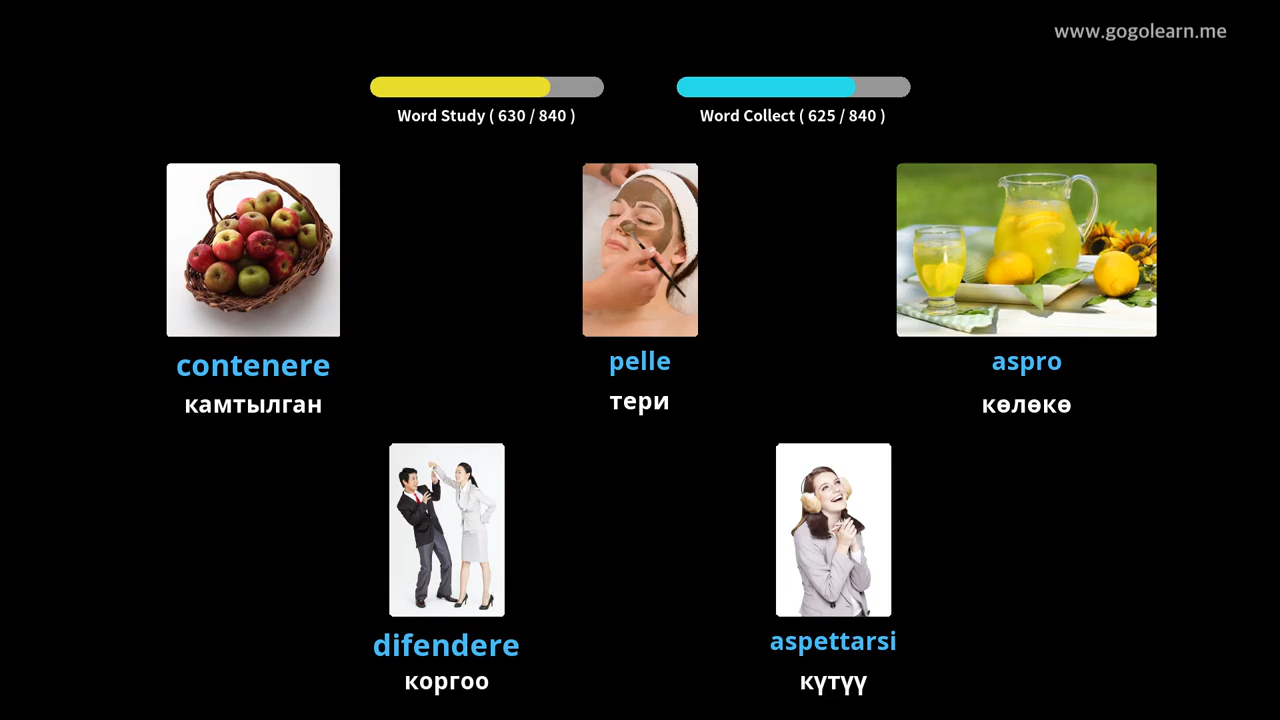 www.gogolearn.me
Word Study ( 630 / 840 )
Word Collect ( 625 / 840 )
contenere
камтылган
pelle
тери
aspro
көлөкө
difendere
коргоо
aspettarsi
күтүү